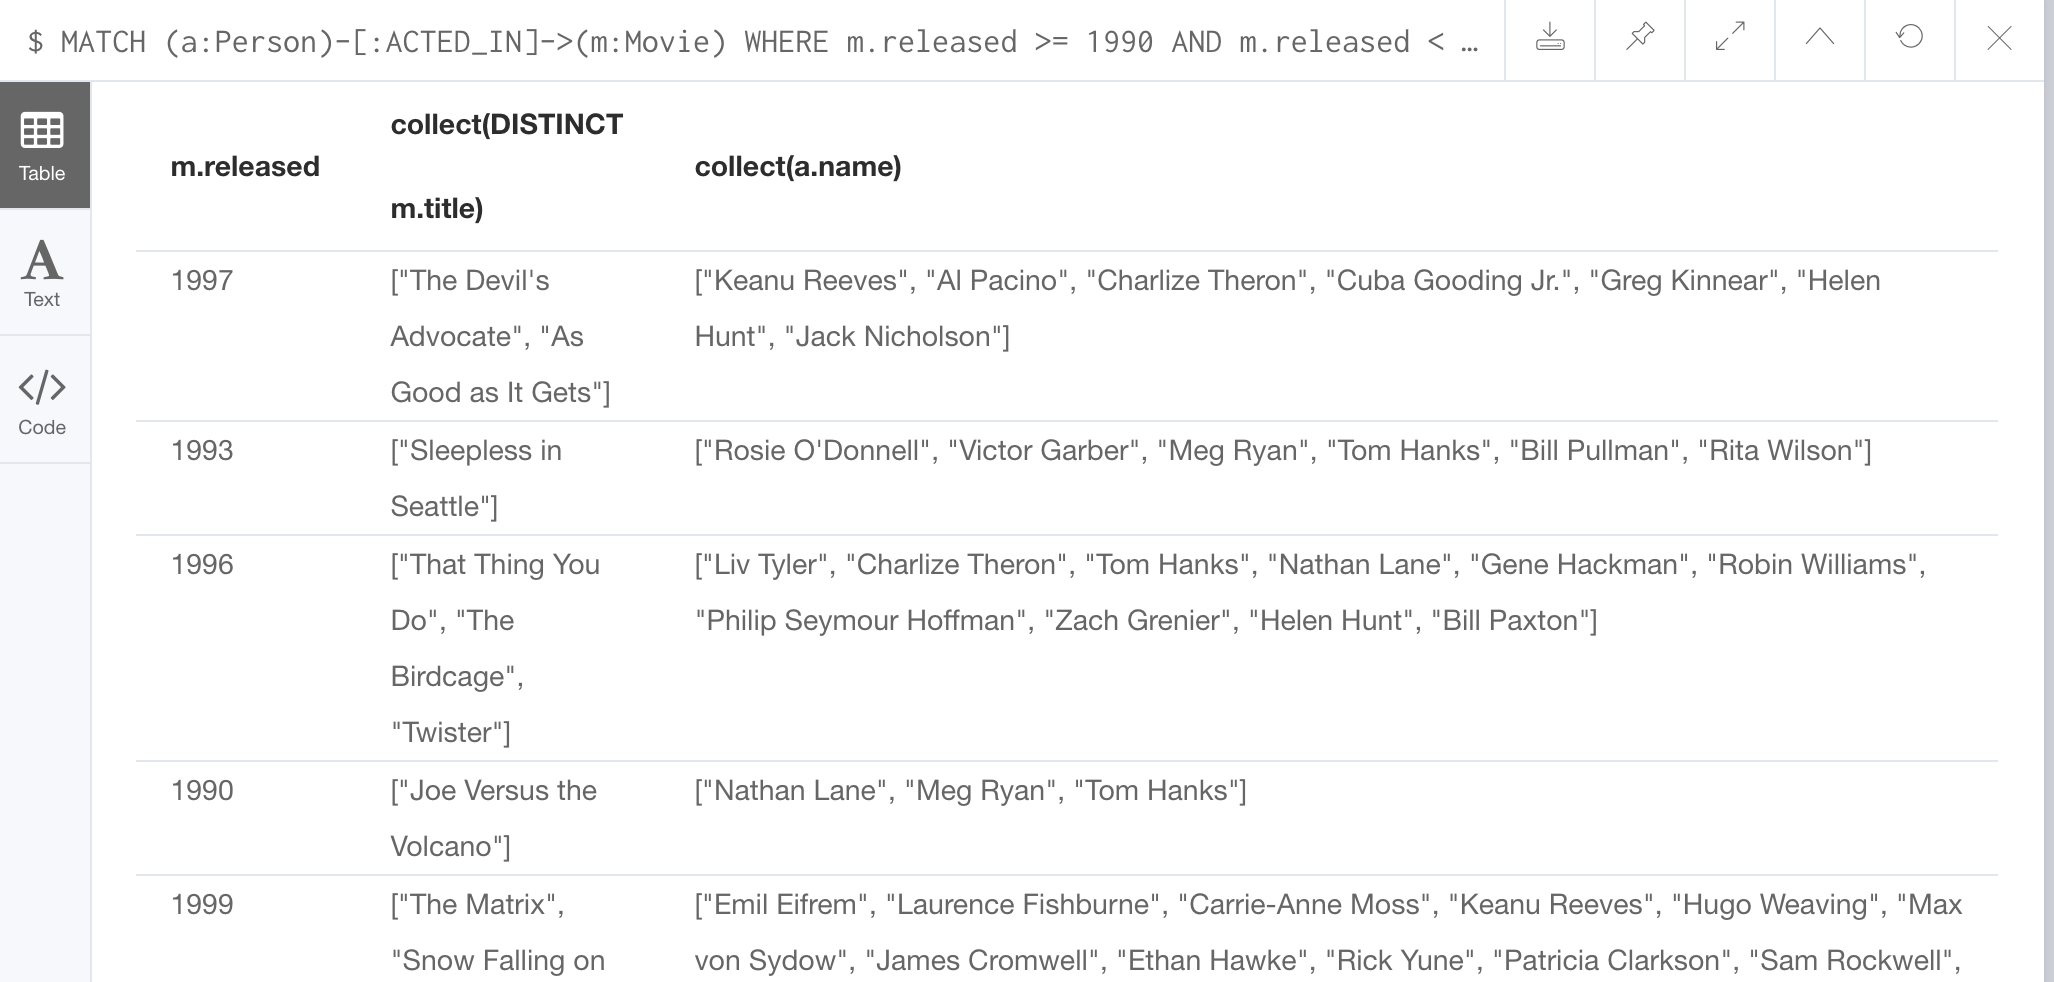 $ MATCH (a:Person)-[:ACTED_IN]->(m:Movie) WHERE m.released >= 1990 AND m.released < …
Table
Text
Code
m.released
collect(DISTINCT
m.title)
collect(a.name)
1997
["The Devil's
Advocate", "As
Good as It Gets"]
["Keanu Reeves", "Al Pacino", "Charlize Theron", "Cuba Gooding Jr.", "Greg Kinnear", "Helen
Hunt", "Jack Nicholson"]
1993
["Sleepless in
Seattle"]
["Rosie O'Donnell", "Victor Garber", "Meg Ryan", "Tom Hanks", "Bill Pullman", "Rita Wilson"]
1996
["That Thing You
Do", "The
Birdcage",
"Twister"]
["Liv Tyler", "Charlize Theron", "Tom Hanks", "Nathan Lane", "Gene Hackman", "Robin Williams",
"Philip Seymour Hoffman", "Zach Grenier", "Helen Hunt", "Bill Paxton"]
1990
["Joe Versus the
Volcano"]
["Nathan Lane", "Meg Ryan", "Tom Hanks"]
1999
["The Matrix",
"Snow Falling on
["Emil Eifrem", "Laurence Fishburne", "Carrie-Anne Moss", "Keanu Reeves", "Hugo Weaving", "Max
von Sydow", "James Cromwell", "Ethan Hawke", "Rick Yune", "Patricia Clarkson", "Sam Rockwell",